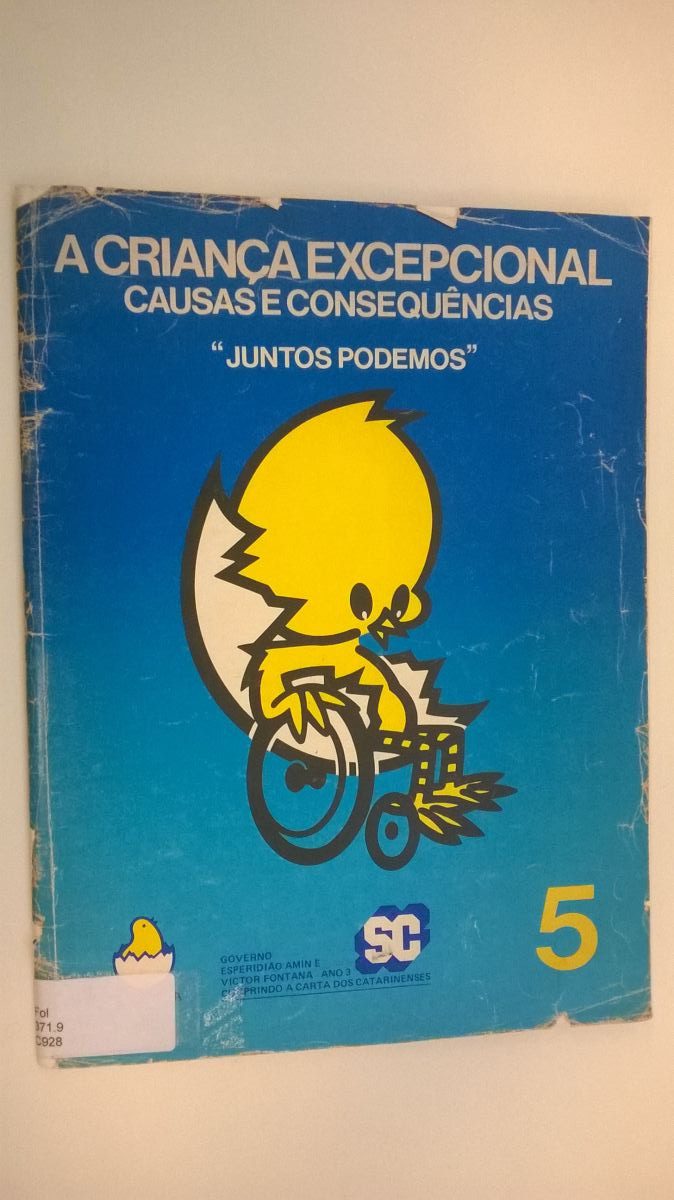 A CRIANÇA EXCEPCIONAL
CAUSAS E CONSEQUÊNCIAS
“JUNTOS PODEMOS”
SC
5
GOVERNO
ESPERIDIÃO AMIN E
VICTOR FONTANA - ANO 3
CUMPRINDO A CARTA DOS CATARINENSES
Fol
371.9
C928